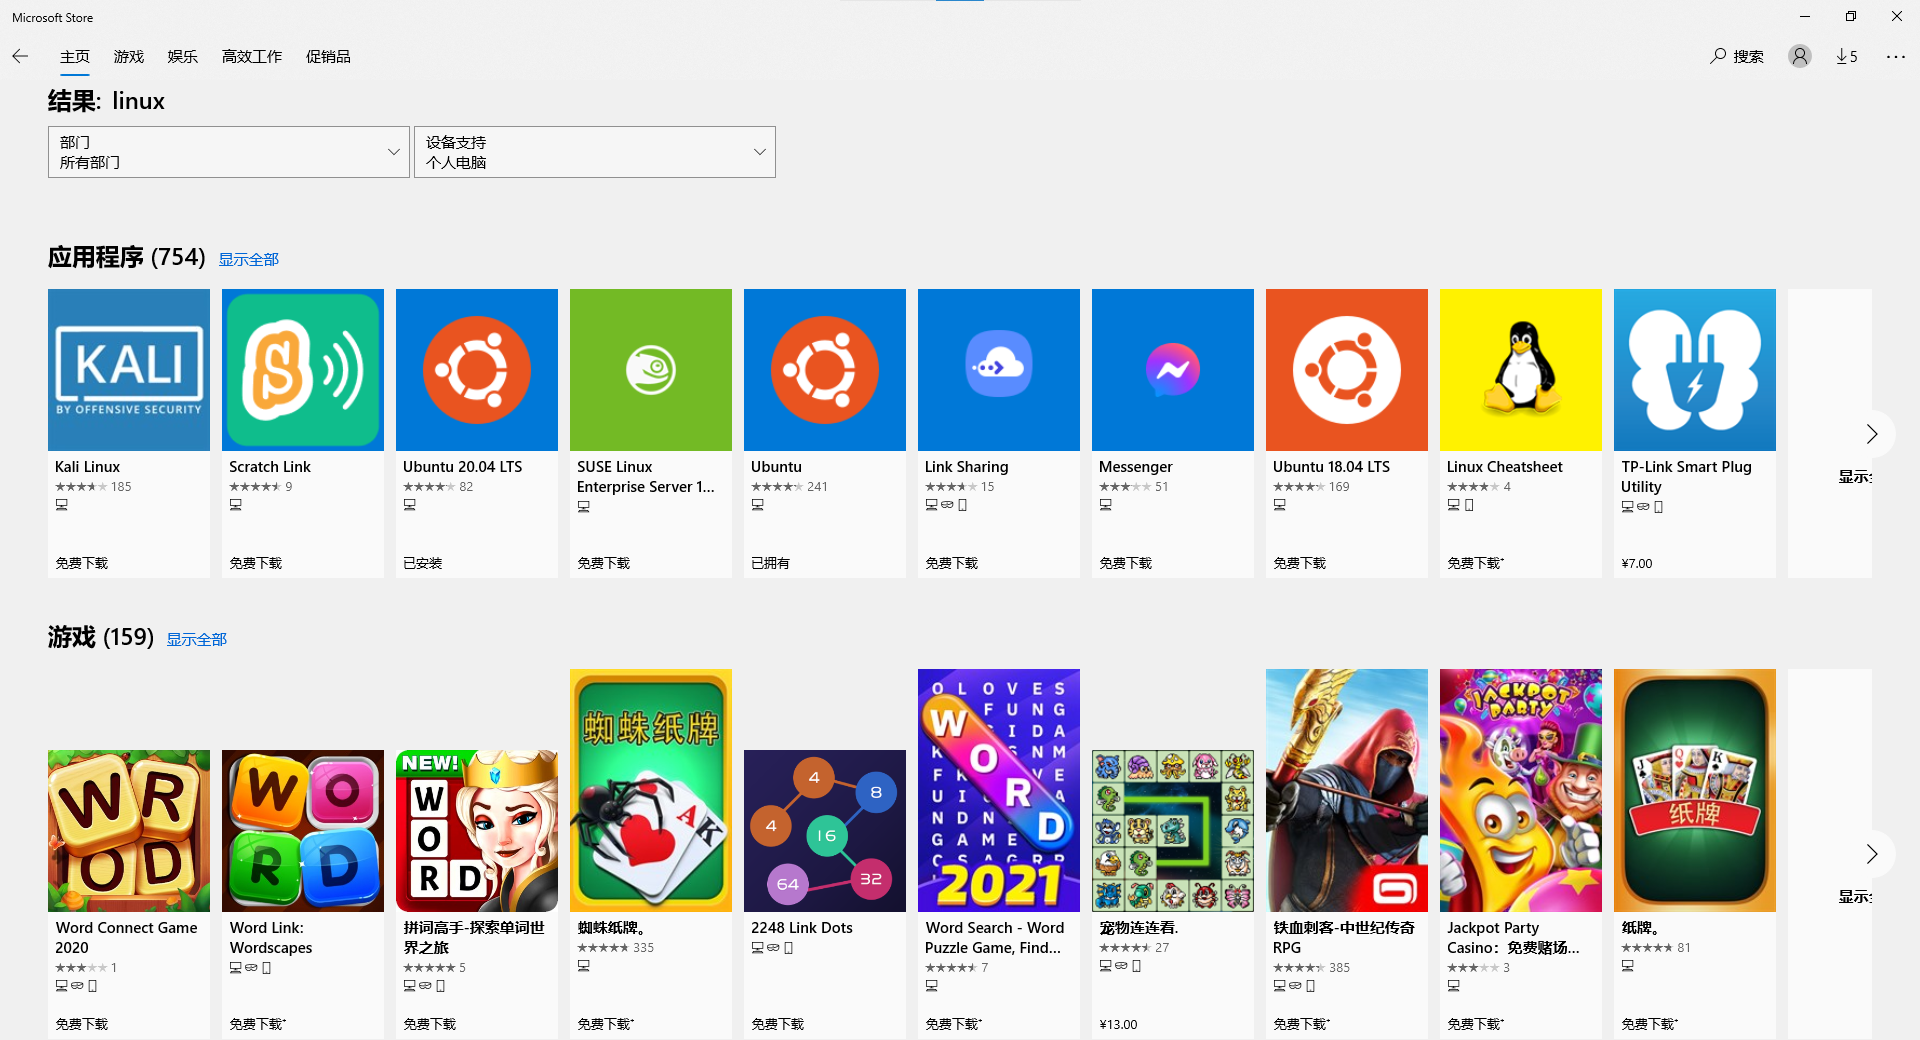 Microsoft Store
主页 游戏 娱乐 高效工作 促销品
搜索 5
结果: linux
部门
所有部门
设备支持
个人电脑
应用程序 (754) 显示全部
KALI
BY OFFENSIVE SECURITY
Kali Linux
185
免费下载
Scratch Link
9
免费下载
Ubuntu 20.04 LTS
82
已安装
SUSE Linux
Enterprise Server 1...
免费下载
Ubuntu
241
已拥有
Link Sharing
15
免费下载
Messenger
51
免费下载
Ubuntu 18.04 LTS
169
免费下载
Linux Cheatsheet
4
免费下载+
TP-Link Smart Plug
Utility
¥7.00
显示
游戏 (159) 显示全部
WORD
Word Connect Game
2020
1
免费下载
WORD
Word Link:
Wordscapes
免费下载+
NEW!
WORD
拼词高手-探索单词世
界之旅
5
免费下载
蜘蛛纸牌
A K
蜘蛛纸牌。
335
免费下载+
4
8
4
16
64
32
2248 Link Dots
免费下载
WORD
2021
Word Search - Word
Puzzle Game, Find...
7
免费下载+
宠物连连看.
27
¥13.00
铁血刺客-中世纪传奇
RPG
385
免费下载+
JACKPOT
PARTY
Jackpot Party
Casino：免费赌场...
3
免费下载+
J Q K
纸牌
纸牌。
81
免费下载+
显示